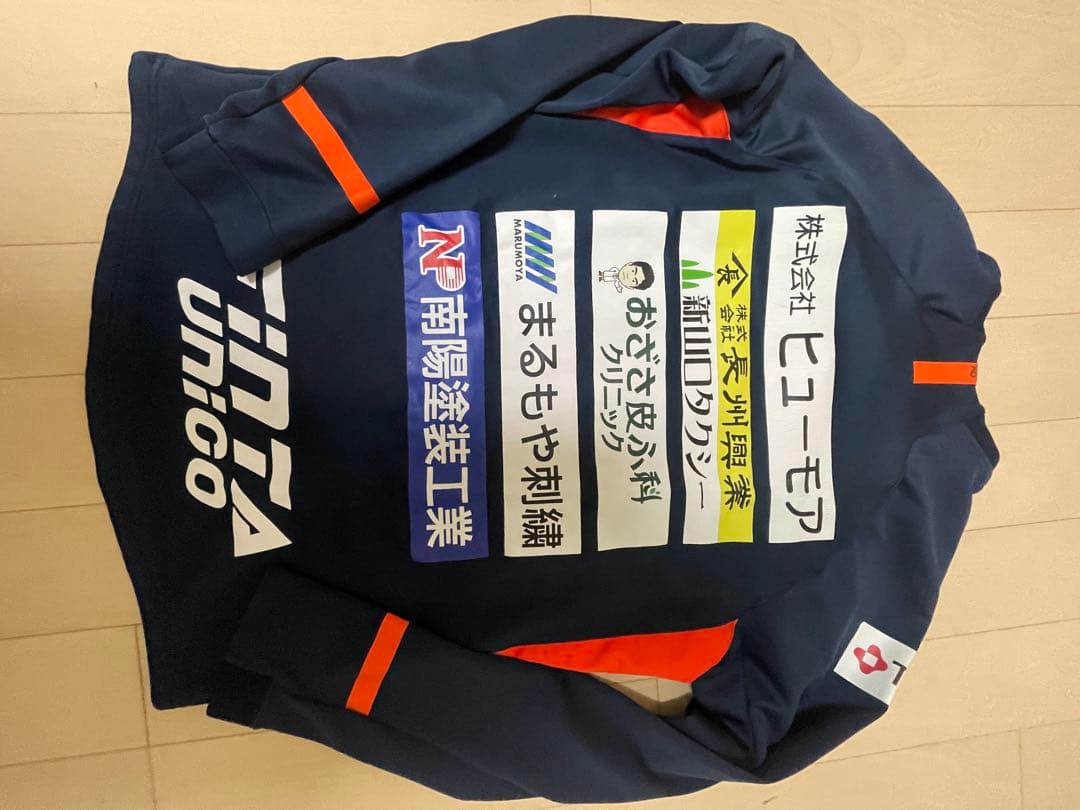 株式会社 ヒューモア
株式会社 長州興業
長
新山口タクシー
おざさ皮ふ科
クリニック
MARUMOYA
まるもや刺繍
N
南陽塗装工業
FINTA
UNICO